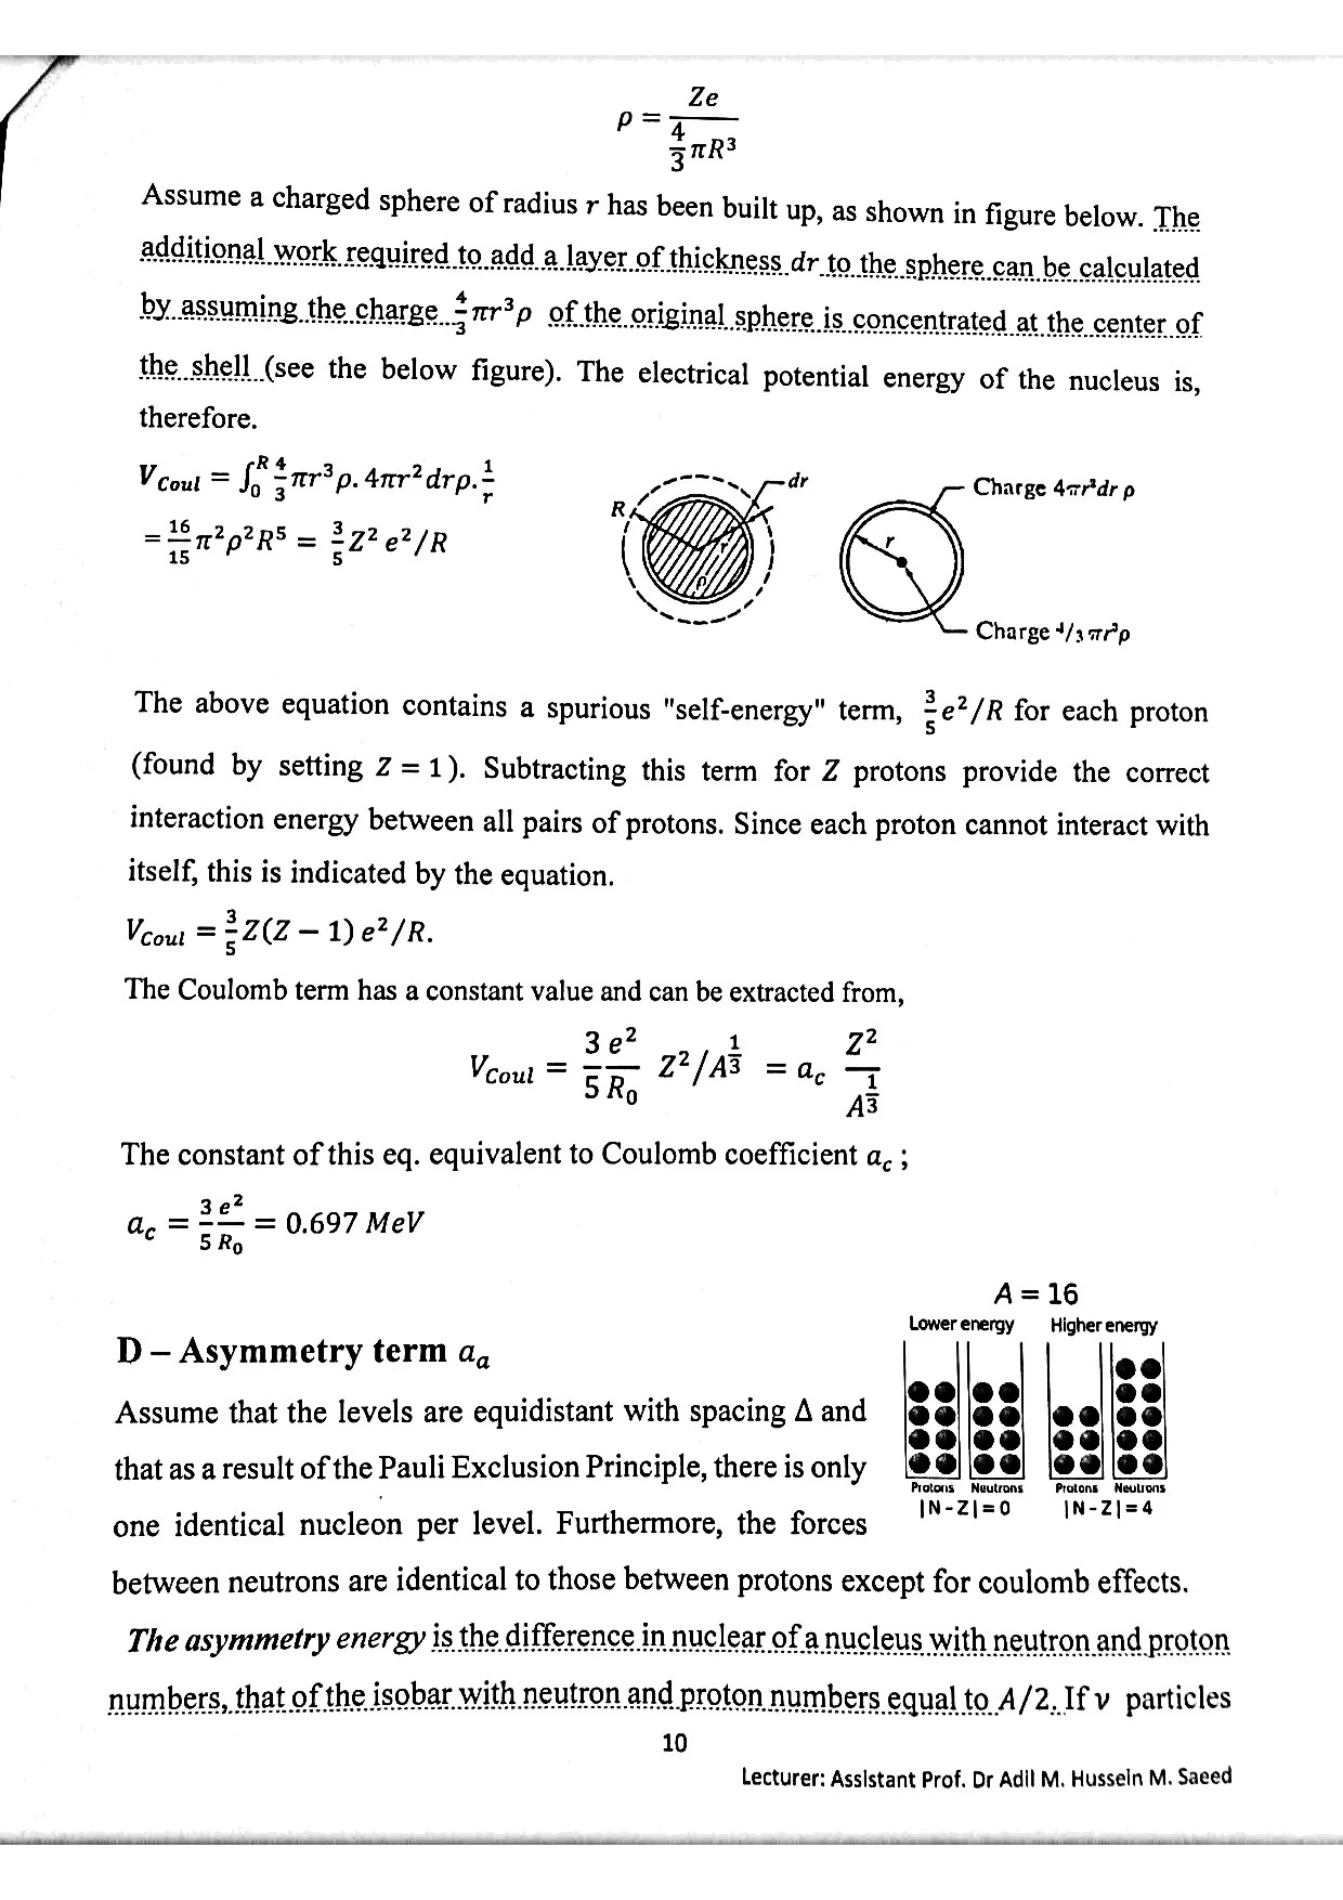 ρ = Ze / (4/3 πR³)
Assume a charged sphere of radius r has been built up, as shown in figure below. The
additional work required to add a layer of thickness dr to the sphere can be calculated
by assuming the charge 4/3 πr³ρ of the original sphere is concentrated at the center of
the shell (see the below figure). The electrical potential energy of the nucleus is,
therefore.
V_Coul = ∫₀ᴿ 4/3 πr³ρ. 4πr²drρ. 1/r
= 16/15 π²ρ²R⁵ = 3/5 Z² e²/R
R
dr
r
ρ
Charge 4πr²dr ρ
r
Charge 4/3 πr³ρ
The above equation contains a spurious "self-energy" term, 3/5 e²/R for each proton
(found by setting Z = 1). Subtracting this term for Z protons provide the correct
interaction energy between all pairs of protons. Since each proton cannot interact with
itself, this is indicated by the equation.
V_Coul = 3/5 Z(Z − 1) e²/R.
The Coulomb term has a constant value and can be extracted from,
V_Coul = 3/5 e²/R₀ Z²/A^(1/3) = a_c Z²/A^(1/3)
The constant of this eq. equivalent to Coulomb coefficient a_c ;
a_c = 3/5 e²/R₀ = 0.697 MeV
A = 16
Lower energy Higher energy
Protons Neutrons Protons Neutrons
|N-Z|=0 |N-Z|=4
D – Asymmetry term a_a
Assume that the levels are equidistant with spacing Δ and
that as a result of the Pauli Exclusion Principle, there is only
one identical nucleon per level. Furthermore, the forces
between neutrons are identical to those between protons except for coulomb effects.
The asymmetry energy is the difference in nuclear of a nucleus with neutron and proton
numbers, that of the isobar with neutron and proton numbers equal to A/2. If ν particles
10
Lecturer: Assistant Prof. Dr Adil M. Hussein M. Saeed